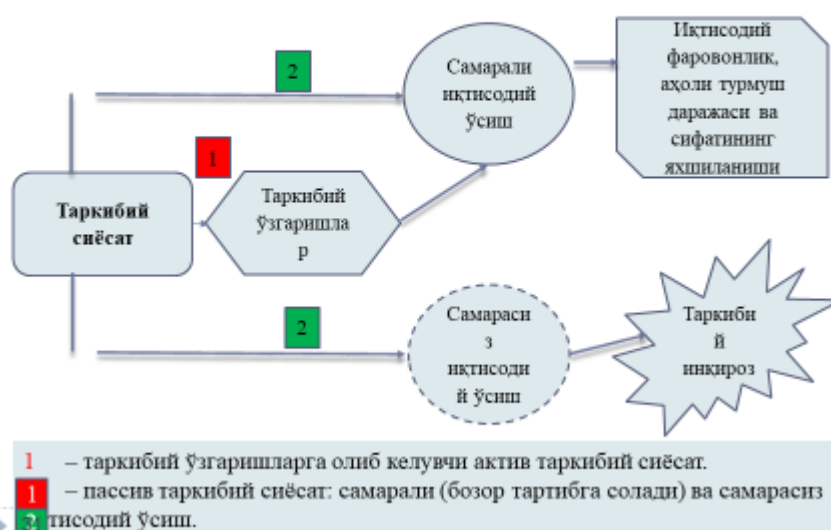 Иқтисодий
фаровонлик,
аҳоли турмуш
даражаси ва
сифатининг
яхшиланиши
2
Самарали
иқтисодий
ўсиш
1
Таркибий
сиёсат
Таркибий
ўзгаришла
р
2
Самараси
з
иқтисоди
й ўсиш
Таркиби
й
инқироз
1 – таркибий ўзгаришларга олиб келувчи актив таркибий сиёсат.
1 – пассив таркибий сиёсат: самарали (бозор тартибга солади) ва самарасиз
2 тисодий ўсиш.